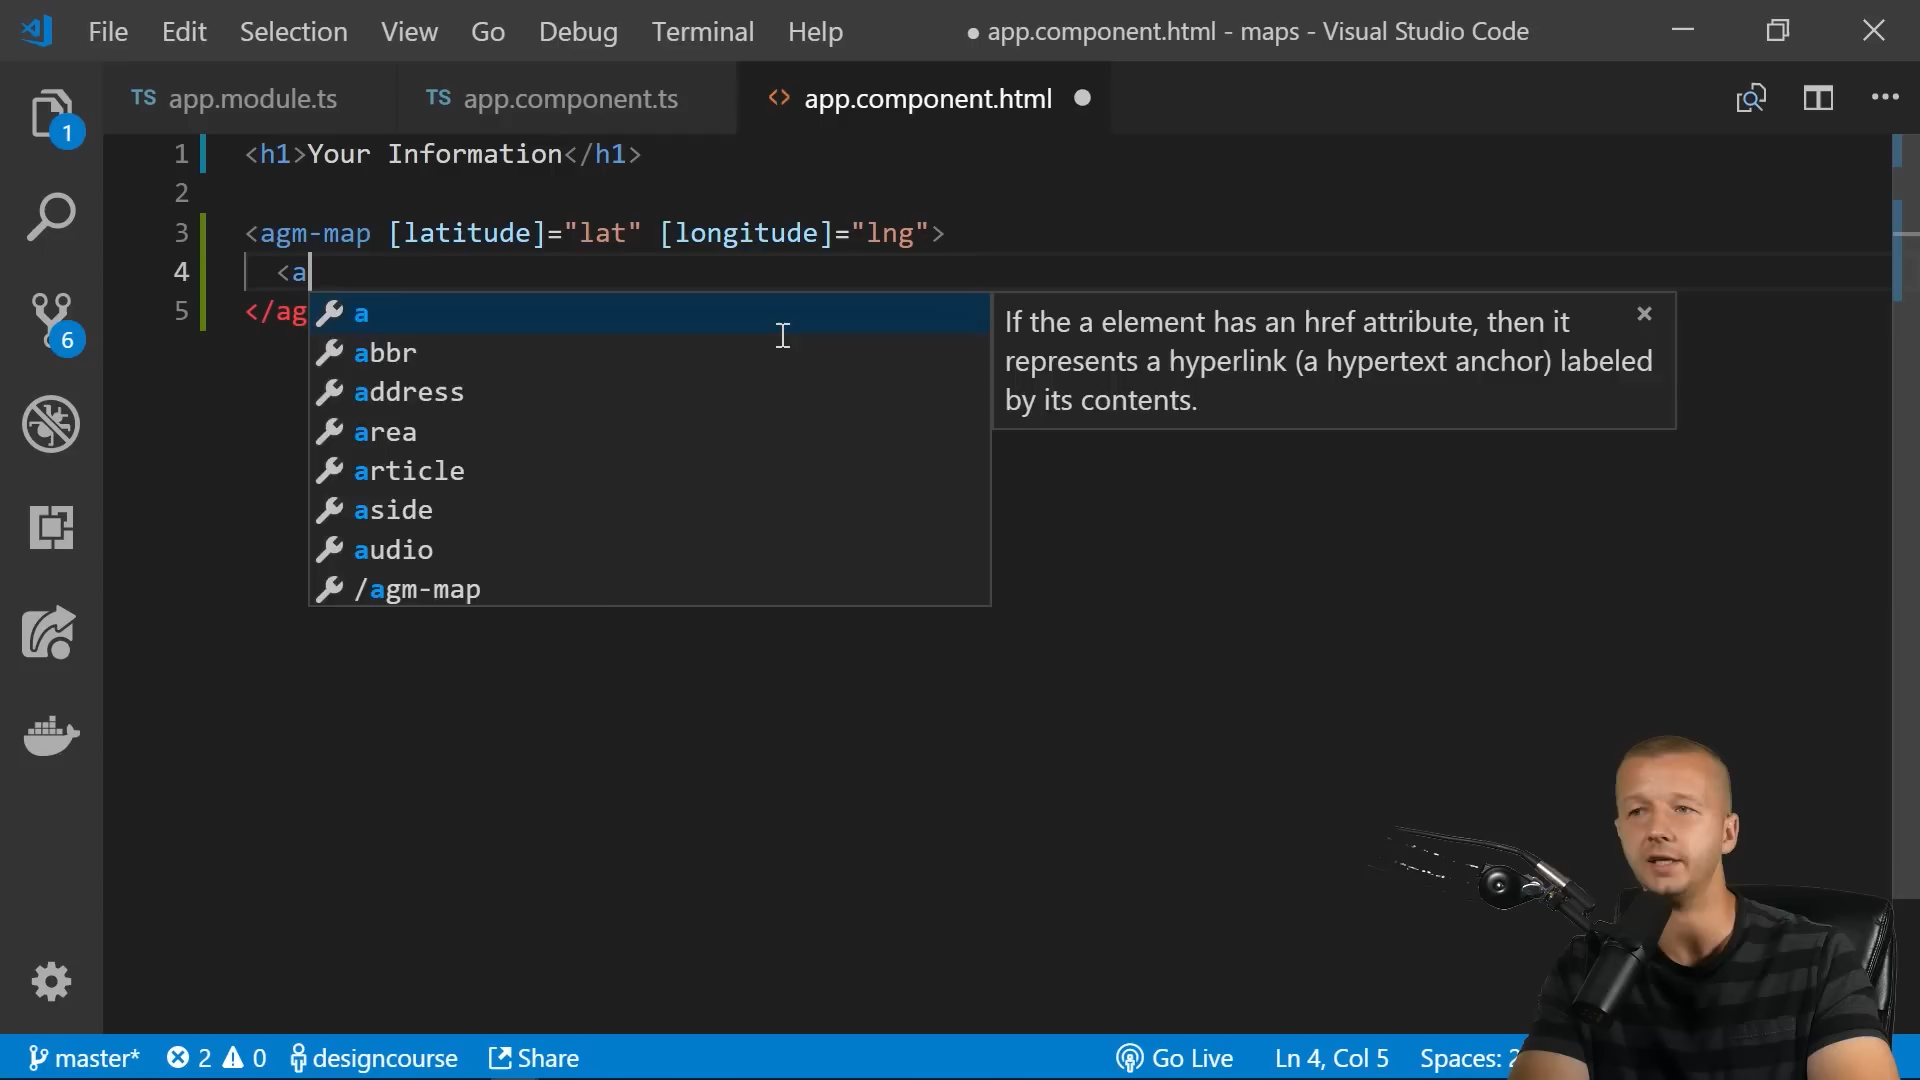 File Edit Selection View Go Debug Terminal Help ● app.component.html - maps - Visual Studio Code
TS app.module.ts TS app.component.ts <> app.component.html
1
1 <h1>Your Information</h1>
2
3 <agm-map [latitude]="lat" [longitude]="lng">
4 <a
5 </ag
a
abbr
address
area
article
aside
audio
/agm-map
If the a element has an href attribute, then it
represents a hyperlink (a hypertext anchor) labeled
by its contents.
6
master* 2 0 designcourse Share Go Live Ln 4, Col 5 Spaces: